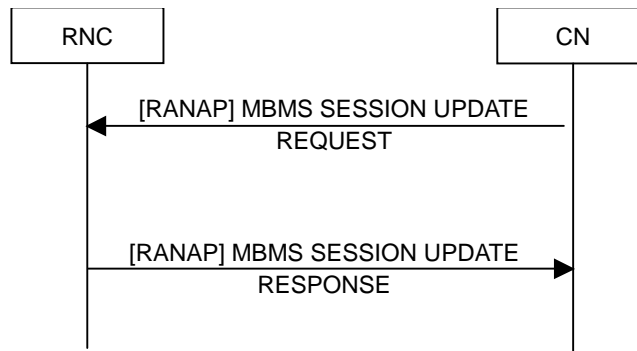 RNC
CN
[RANAP] MBMS SESSION UPDATE
REQUEST
[RANAP] MBMS SESSION UPDATE
RESPONSE